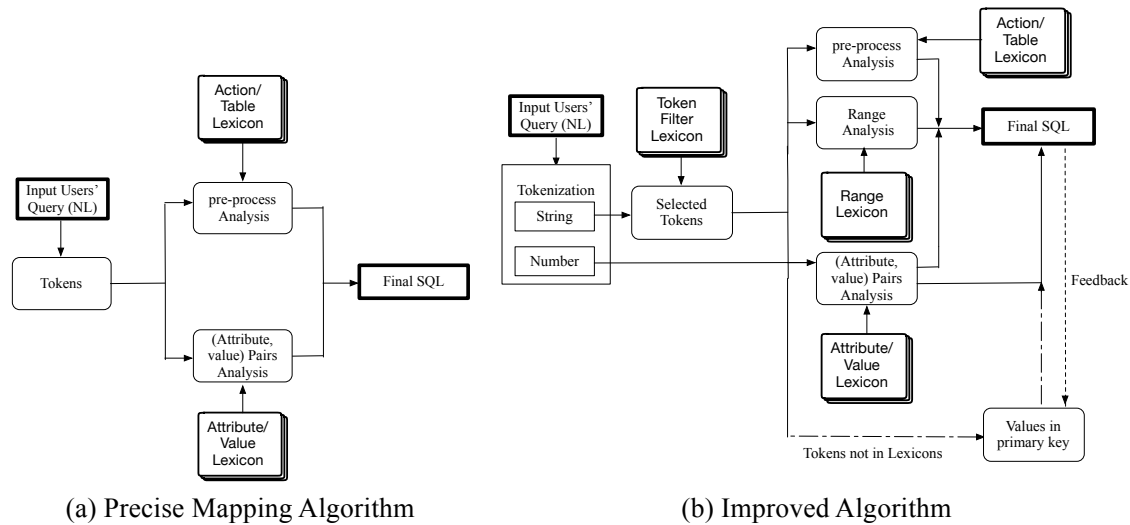 Action/
Table
Lexicon
Input Users'
Query (NL)
pre-process
Analysis
Tokens
Final SQL
(Attribute,
value) Pairs
Analysis
Attribute/
Value
Lexicon
(a) Precise Mapping Algorithm
Action/
Table
Lexicon
pre-process
Analysis
Input Users'
Query (NL)
Token
Filter
Lexicon
Range
Analysis
Final SQL
Tokenization
String
Number
Selected
Tokens
Range
Lexicon
(Attribute,
value) Pairs
Analysis
Feedback
Attribute/
Value
Lexicon
Values in
primary key
Tokens not in Lexicons
(b) Improved Algorithm